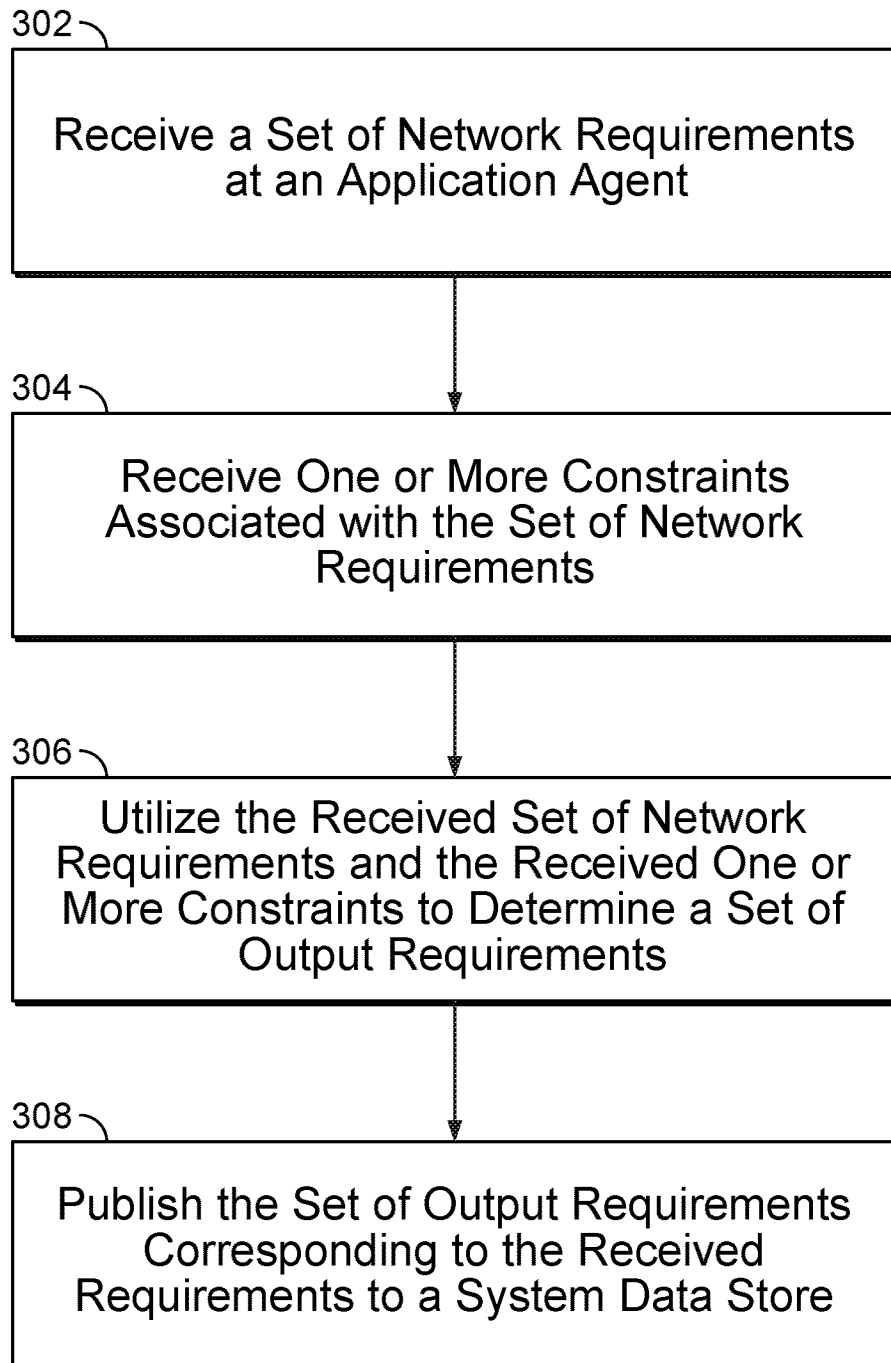 302
Receive a Set of Network Requirements
at an Application Agent
304
Receive One or More Constraints
Associated with the Set of Network
Requirements
306
Utilize the Received Set of Network
Requirements and the Received One or
More Constraints to Determine a Set of
Output Requirements
308
Publish the Set of Output Requirements
Corresponding to the Received
Requirements to a System Data Store